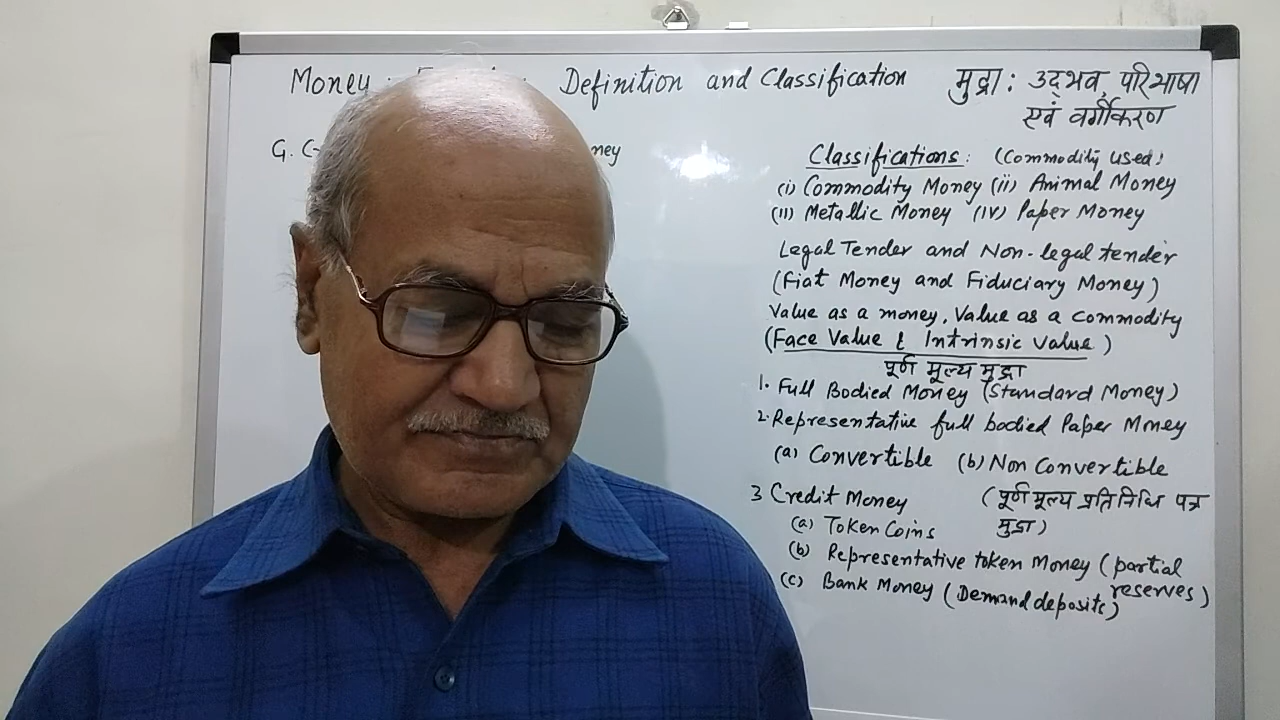 Money : Definition and Classification
मुद्रा : उद्भव, परिभाषा
एवं वर्गीकरण
G. C
Classifications: (Commodity used)
(i) Commodity Money (ii) Animal Money
(II) Metallic Money (IV) Paper Money
Legal Tender and Non-legal tender
(Fiat Money and Fiduciary Money)
Value as a money, Value as a commodity
(Face Value & Intrinsic value)
पूर्ण मूल्य मुद्रा
1. Full Bodied Money (Standard Money)
2. Representative full bodied Paper Money
(a) Convertible (b) Non Convertible
3 Credit Money (पूर्ण मूल्य प्रतिनिधि पत्र
मुद्रा)
(a) Token Coins
(b) Representative token Money (partial
reserves)
(c) Bank Money (Demand deposits)